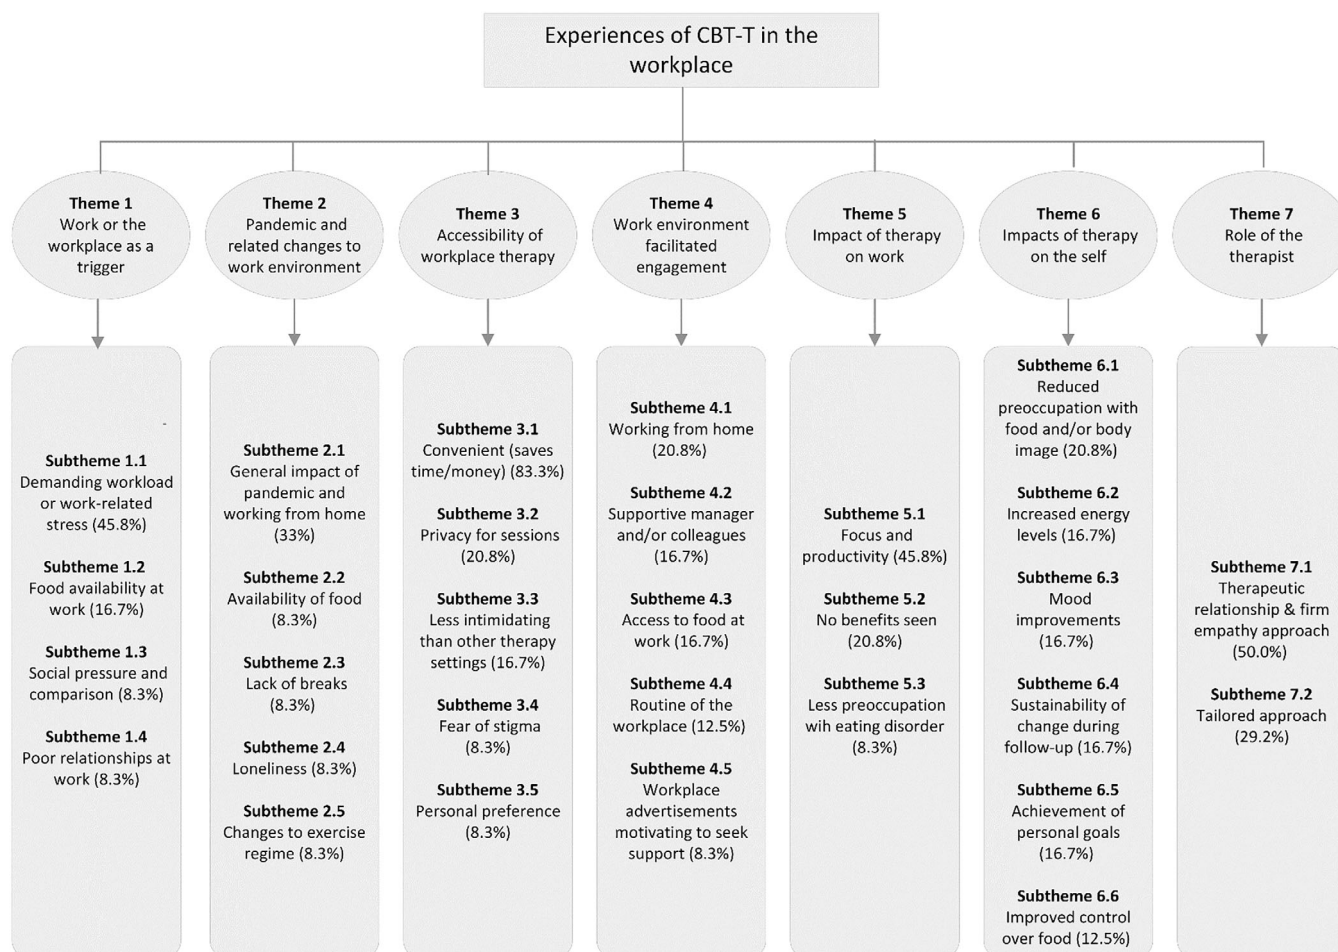 Experiences of CBT-T in the
workplace
Theme 1
Work or the
workplace as a
trigger
Theme 2
Pandemic and
related changes to
work environment
Theme 3
Accessibility of
workplace therapy
Theme 4
Work environment
facilitated
engagement
Theme 5
Impact of therapy
on work
Theme 6
Impacts of therapy
on the self
Theme 7
Role of the
therapist
Subtheme 1.1
Demanding workload
or work-related
stress (45.8%)
Subtheme 1.2
Food availability at
work (16.7%)
Subtheme 1.3
Social pressure and
comparison (8.3%)
Subtheme 1.4
Poor relationships at
work (8.3%)
Subtheme 2.1
General impact of
pandemic and
working from home
(33%)
Subtheme 2.2
Availability of food
(8.3%)
Subtheme 2.3
Lack of breaks
(8.3%)
Subtheme 2.4
Loneliness (8.3%)
Subtheme 2.5
Changes to exercise
regime (8.3%)
Subtheme 3.1
Convenient (saves
time/money) (83.3%)
Subtheme 3.2
Privacy for sessions
(20.8%)
Subtheme 3.3
Less intimidating
than other therapy
settings (16.7%)
Subtheme 3.4
Fear of stigma
(8.3%)
Subtheme 3.5
Personal preference
(8.3%)
Subtheme 4.1
Working from home
(20.8%)
Subtheme 4.2
Supportive manager
and/or colleagues
(16.7%)
Subtheme 4.3
Access to food at
work (16.7%)
Subtheme 4.4
Routine of the
workplace (12.5%)
Subtheme 4.5
Workplace
advertisements
motivating to seek
support (8.3%)
Subtheme 5.1
Focus and
productivity (45.8%)
Subtheme 5.2
No benefits seen
(20.8%)
Subtheme 5.3
Less preoccupation
wih eating disorder
(8.3%)
Subtheme 6.1
Reduced
preoccupation with
food and/or body
image (20.8%)
Subtheme 6.2
Increased energy
levels (16.7%)
Subtheme 6.3
Mood
improvements
(16.7%)
Subtheme 6.4
Sustainability of
change during
follow-up (16.7%)
Subtheme 6.5
Achievement of
personal goals
(16.7%)
Subtheme 6.6
Improved control
over food (12.5%)
Subtheme 7.1
Therapeutic
relationship & firm
empathy approach
(50.0%)
Subtheme 7.2
Tailored approach
(29.2%)